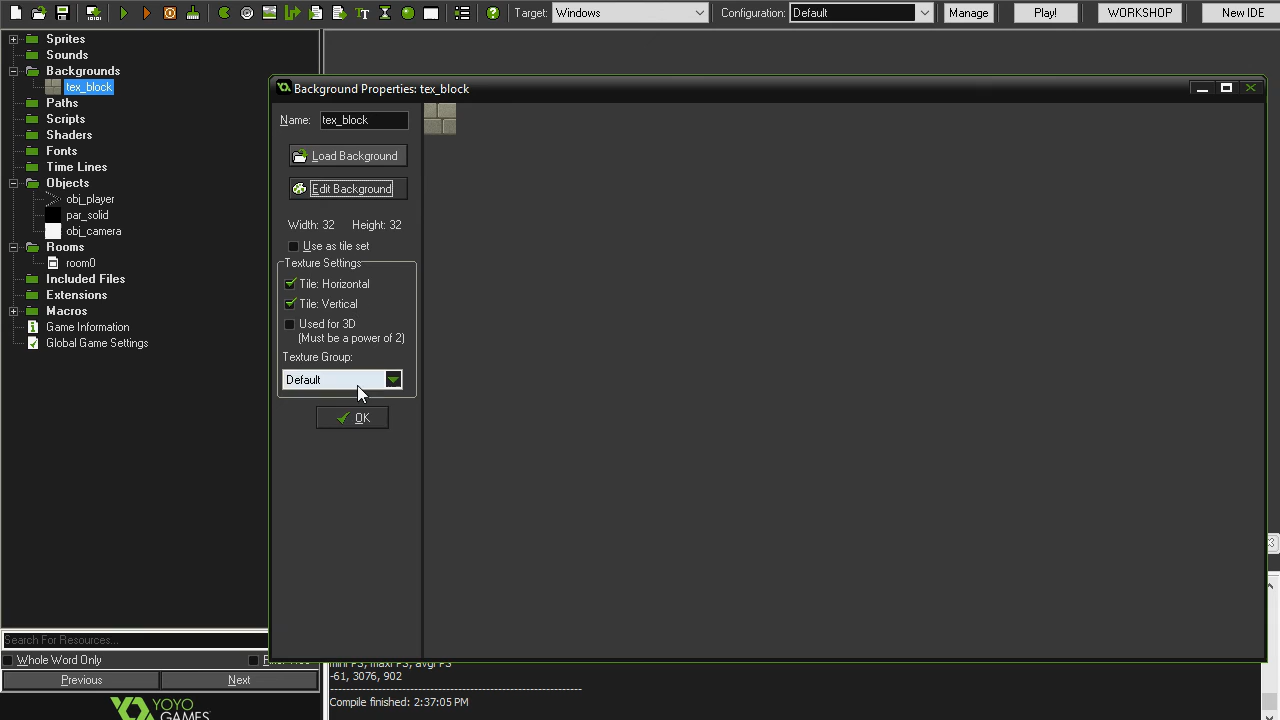 Target: Windows Configuration: Default Manage Play! WORKSHOP New IDE
Sprites
Sounds
Backgrounds
tex_block
Paths
Scripts
Shaders
Fonts
Time Lines
Objects
obj_player
par_solid
obj_camera
Rooms
room0
Included Files
Extensions
Macros
Game Information
Global Game Settings
Search For Resources...
Whole Word Only
Previous Next
YOYO
GAMES
Background Properties: tex_block
Name: tex_block
Load Background
Edit Background
Width: 32 Height: 32
Use as tile set
Texture Settings
Tile: Horizontal
Tile: Vertical
Used for 3D
(Must be a power of 2)
Texture Group:
Default
OK
-61, 3076, 902
Compile finished: 2:37:05 PM